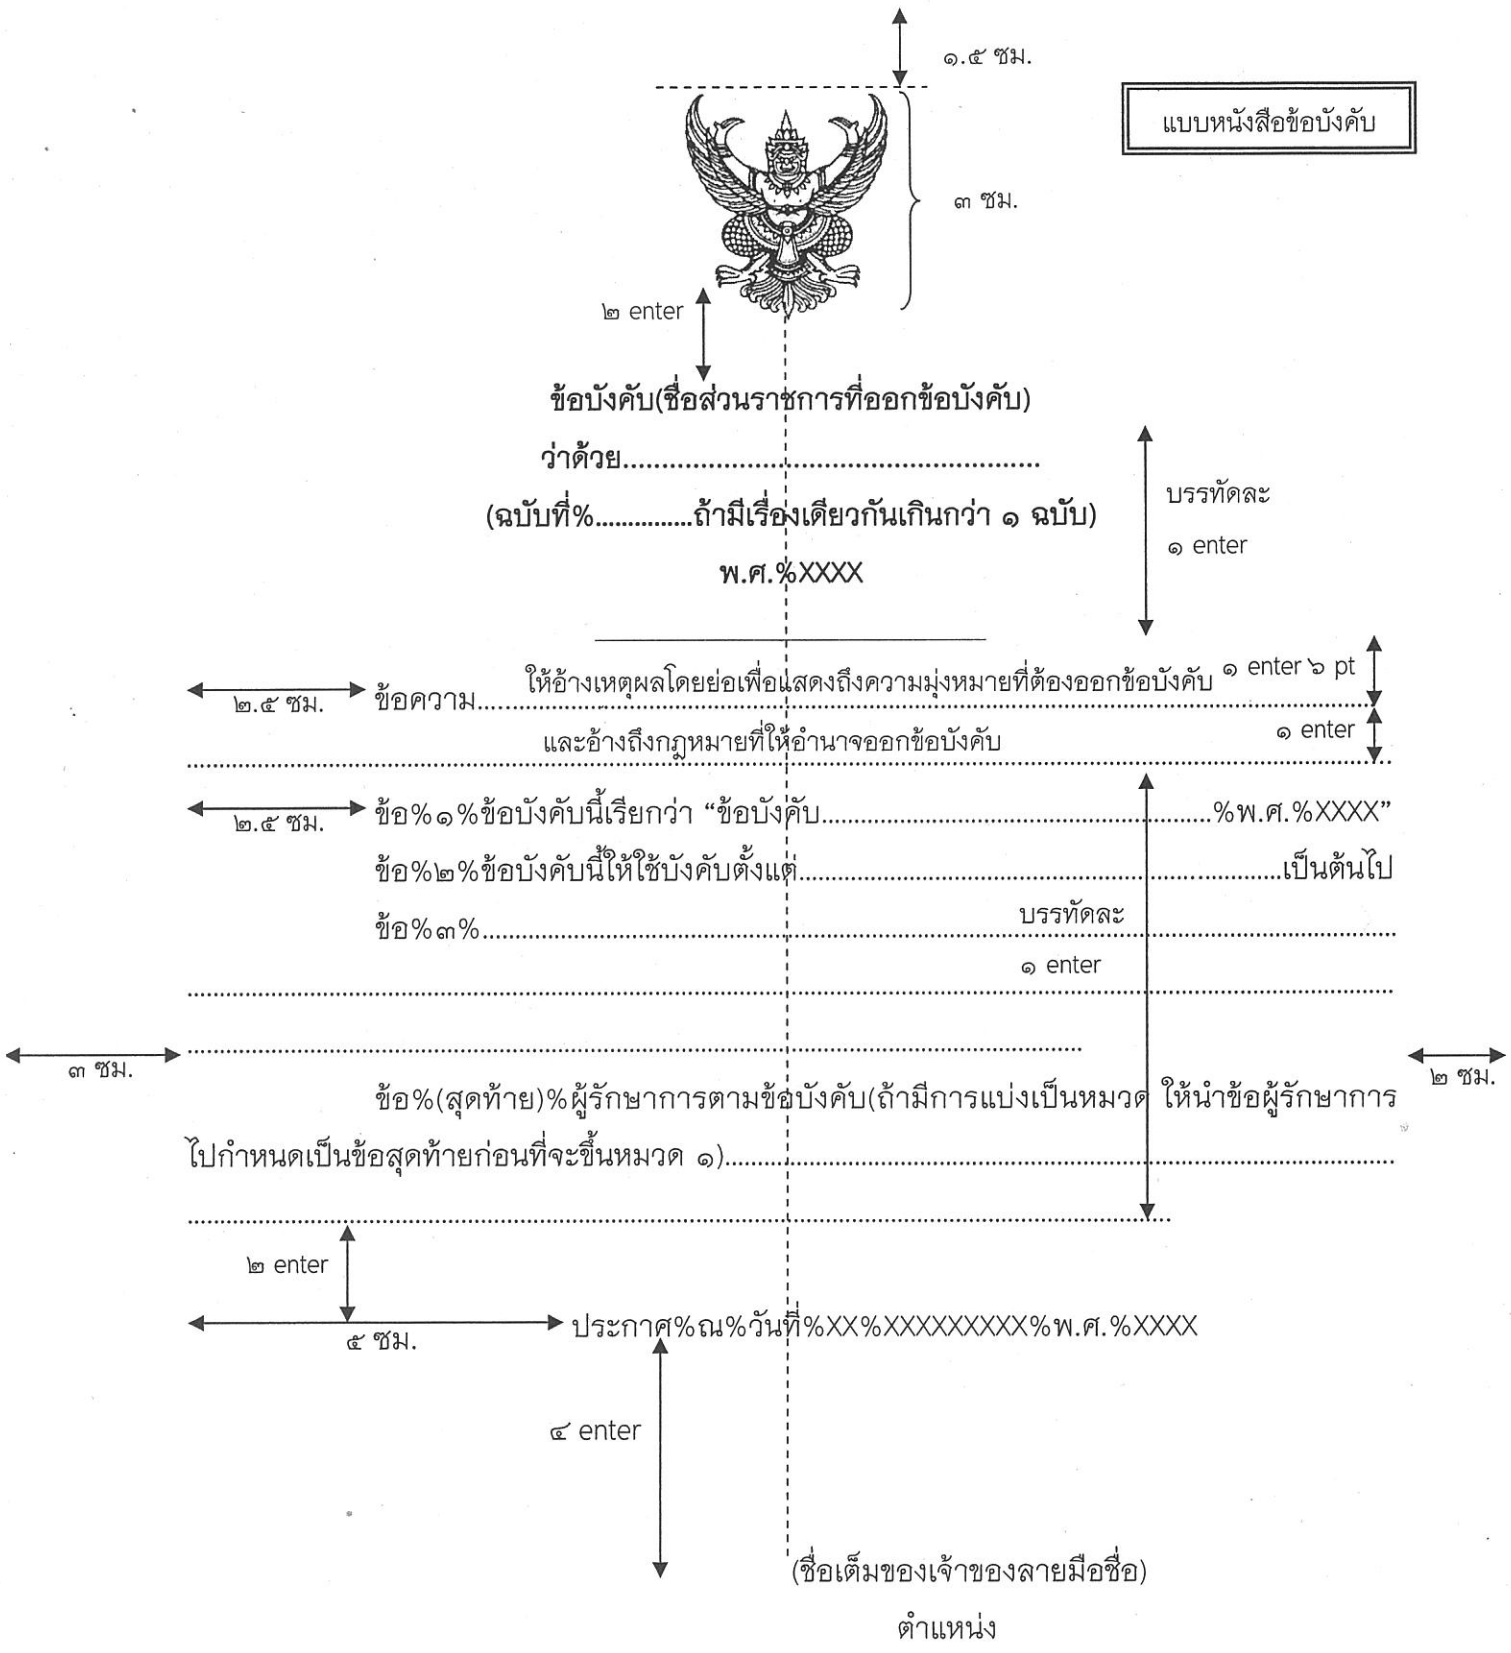 ๑.๕ ซม.
แบบหนังสือข้อบังคับ
๓ ซม.
๒ enter
ข้อบังคับ(ชื่อส่วนราชการที่ออกข้อบังคับ)
ว่าด้วย......................................................
บรรทัดละ
(ฉบับที่%...............ถ้ามีเรื่องเดียวกันเกินกว่า ๑ ฉบับ)
๑ enter
พ.ศ.%XXXX
๑ enter ๖ pt
ให้อ้างเหตุผลโดยย่อเพื่อแสดงถึงความมุ่งหมายที่ต้องออกข้อบังคับ
๒.๕ ซม.
ข้อความ..............................................................................................................
และอ้างถึงกฎหมายที่ให้อำนาจออกข้อบังคับ
๑ enter
................................................................................................................................
๒.๕ ซม.
ข้อ%๑%ข้อบังคับนี้เรียกว่า “ข้อบังคับ..................................................%พ.ศ.%XXXX”
ข้อ%๒%ข้อบังคับนี้ให้ใช้บังคับตั้งแต่..............................................................เป็นต้นไป
บรรทัดละ
ข้อ%๓%..............................................................................................................
๑ enter
................................................................................................................................
................................................................................................
๓ ซม.
๒ ซม.
ข้อ%(สุดท้าย)%ผู้รักษาการตามข้อบังคับ(ถ้ามีการแบ่งเป็นหมวด ให้นำข้อผู้รักษาการ
ไปกำหนดเป็นข้อสุดท้ายก่อนที่จะขึ้นหมวด ๑)......................................................................
........................................................................................................
๒ enter
ประกาศ%ณ%วันที่%XX%XXXXXXXXX%พ.ศ.%XXXX
๕ ซม.
๔ enter
(ชื่อเต็มของเจ้าของลายมือชื่อ)
ตำแหน่ง